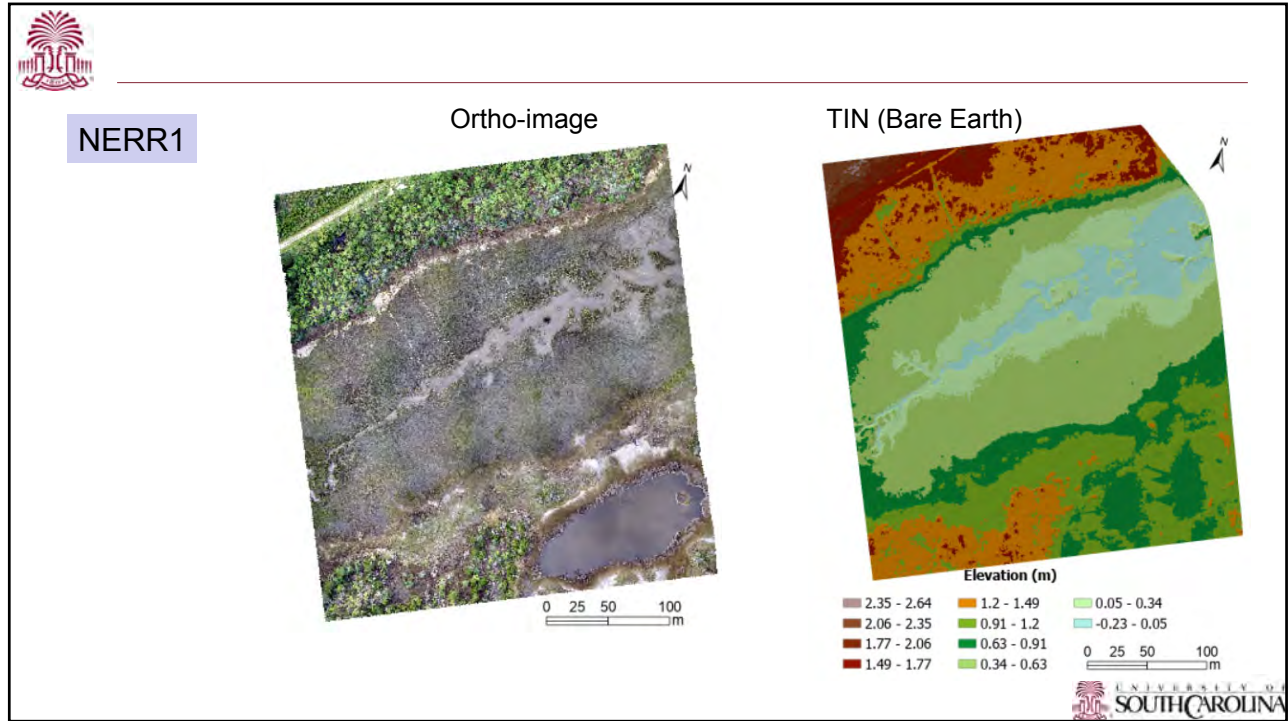 NERR1
Ortho-image
TIN (Bare Earth)
N
N
0 25 50 100
m
Elevation (m)
2.35 - 2.64
2.06 - 2.35
1.77 - 2.06
1.49 - 1.77
1.2 - 1.49
0.91 - 1.2
0.63 - 0.91
0.34 - 0.63
0.05 - 0.34
-0.23 - 0.05
0 25 50 100
m
UNIVERSITY OF
SOUTH CAROLINA